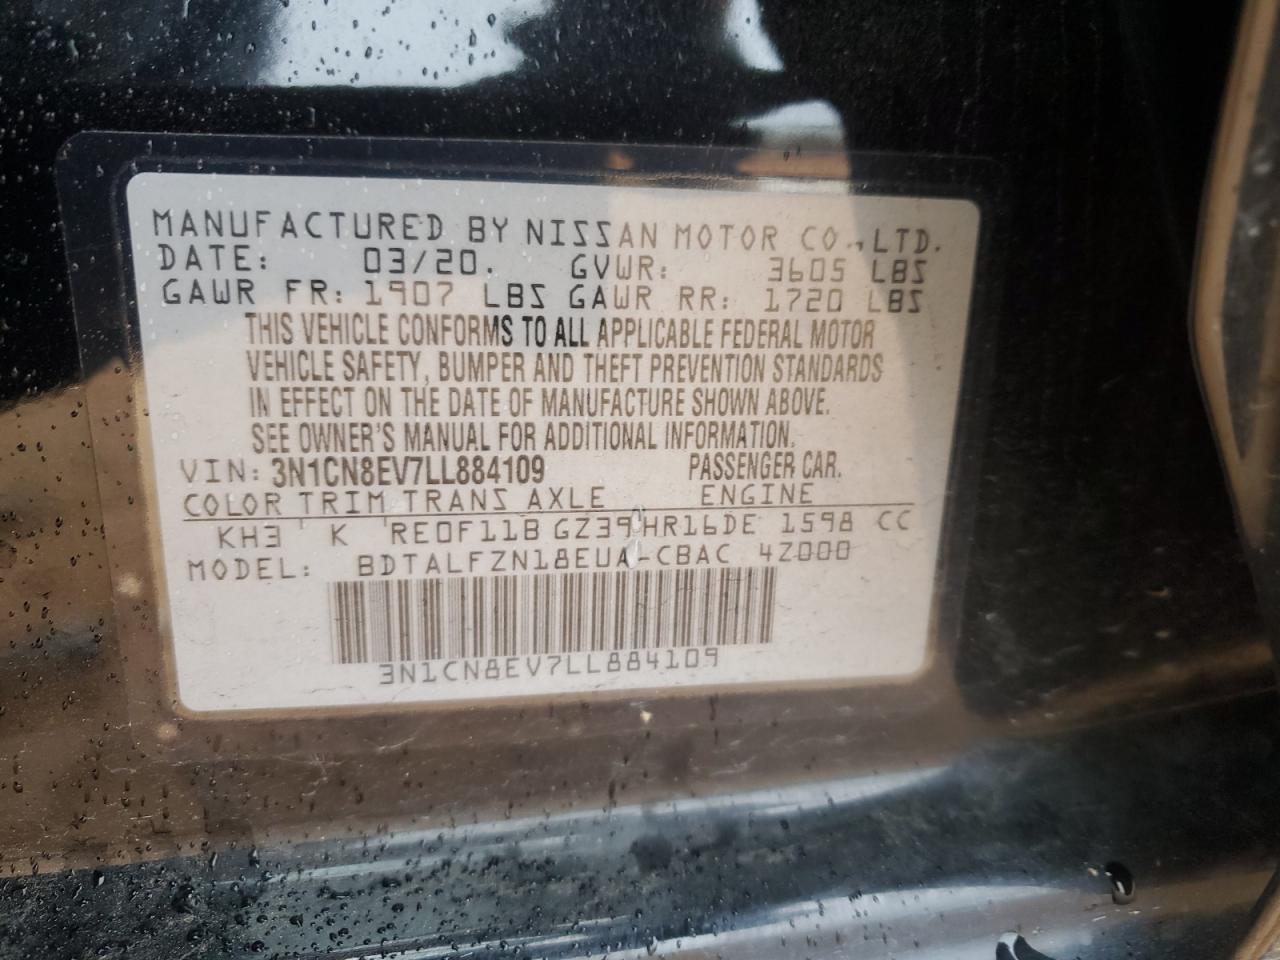 MANUFACTURED BY NISSAN MOTOR CO., LTD.
DATE: 03/20. GVWR: 3605 LBS
GAWR FR: 1907 LBS GAWR RR: 1720 LBS
THIS VEHICLE CONFORMS TO ALL APPLICABLE FEDERAL MOTOR
VEHICLE SAFETY, BUMPER AND THEFT PREVENTION STANDARDS
IN EFFECT ON THE DATE OF MANUFACTURE SHOWN ABOVE.
SEE OWNER'S MANUAL FOR ADDITIONAL INFORMATION.
VIN: 3N1CN8EV7LL884109 PASSENGER CAR.
COLOR TRIM TRANS AXLE ENGINE
KH3 K RE0F11B GZ39 HR16DE 1598 CC
MODEL: BDTALFZN18EUA-CBAC 4Z000
3N1CN8EV7LL884109